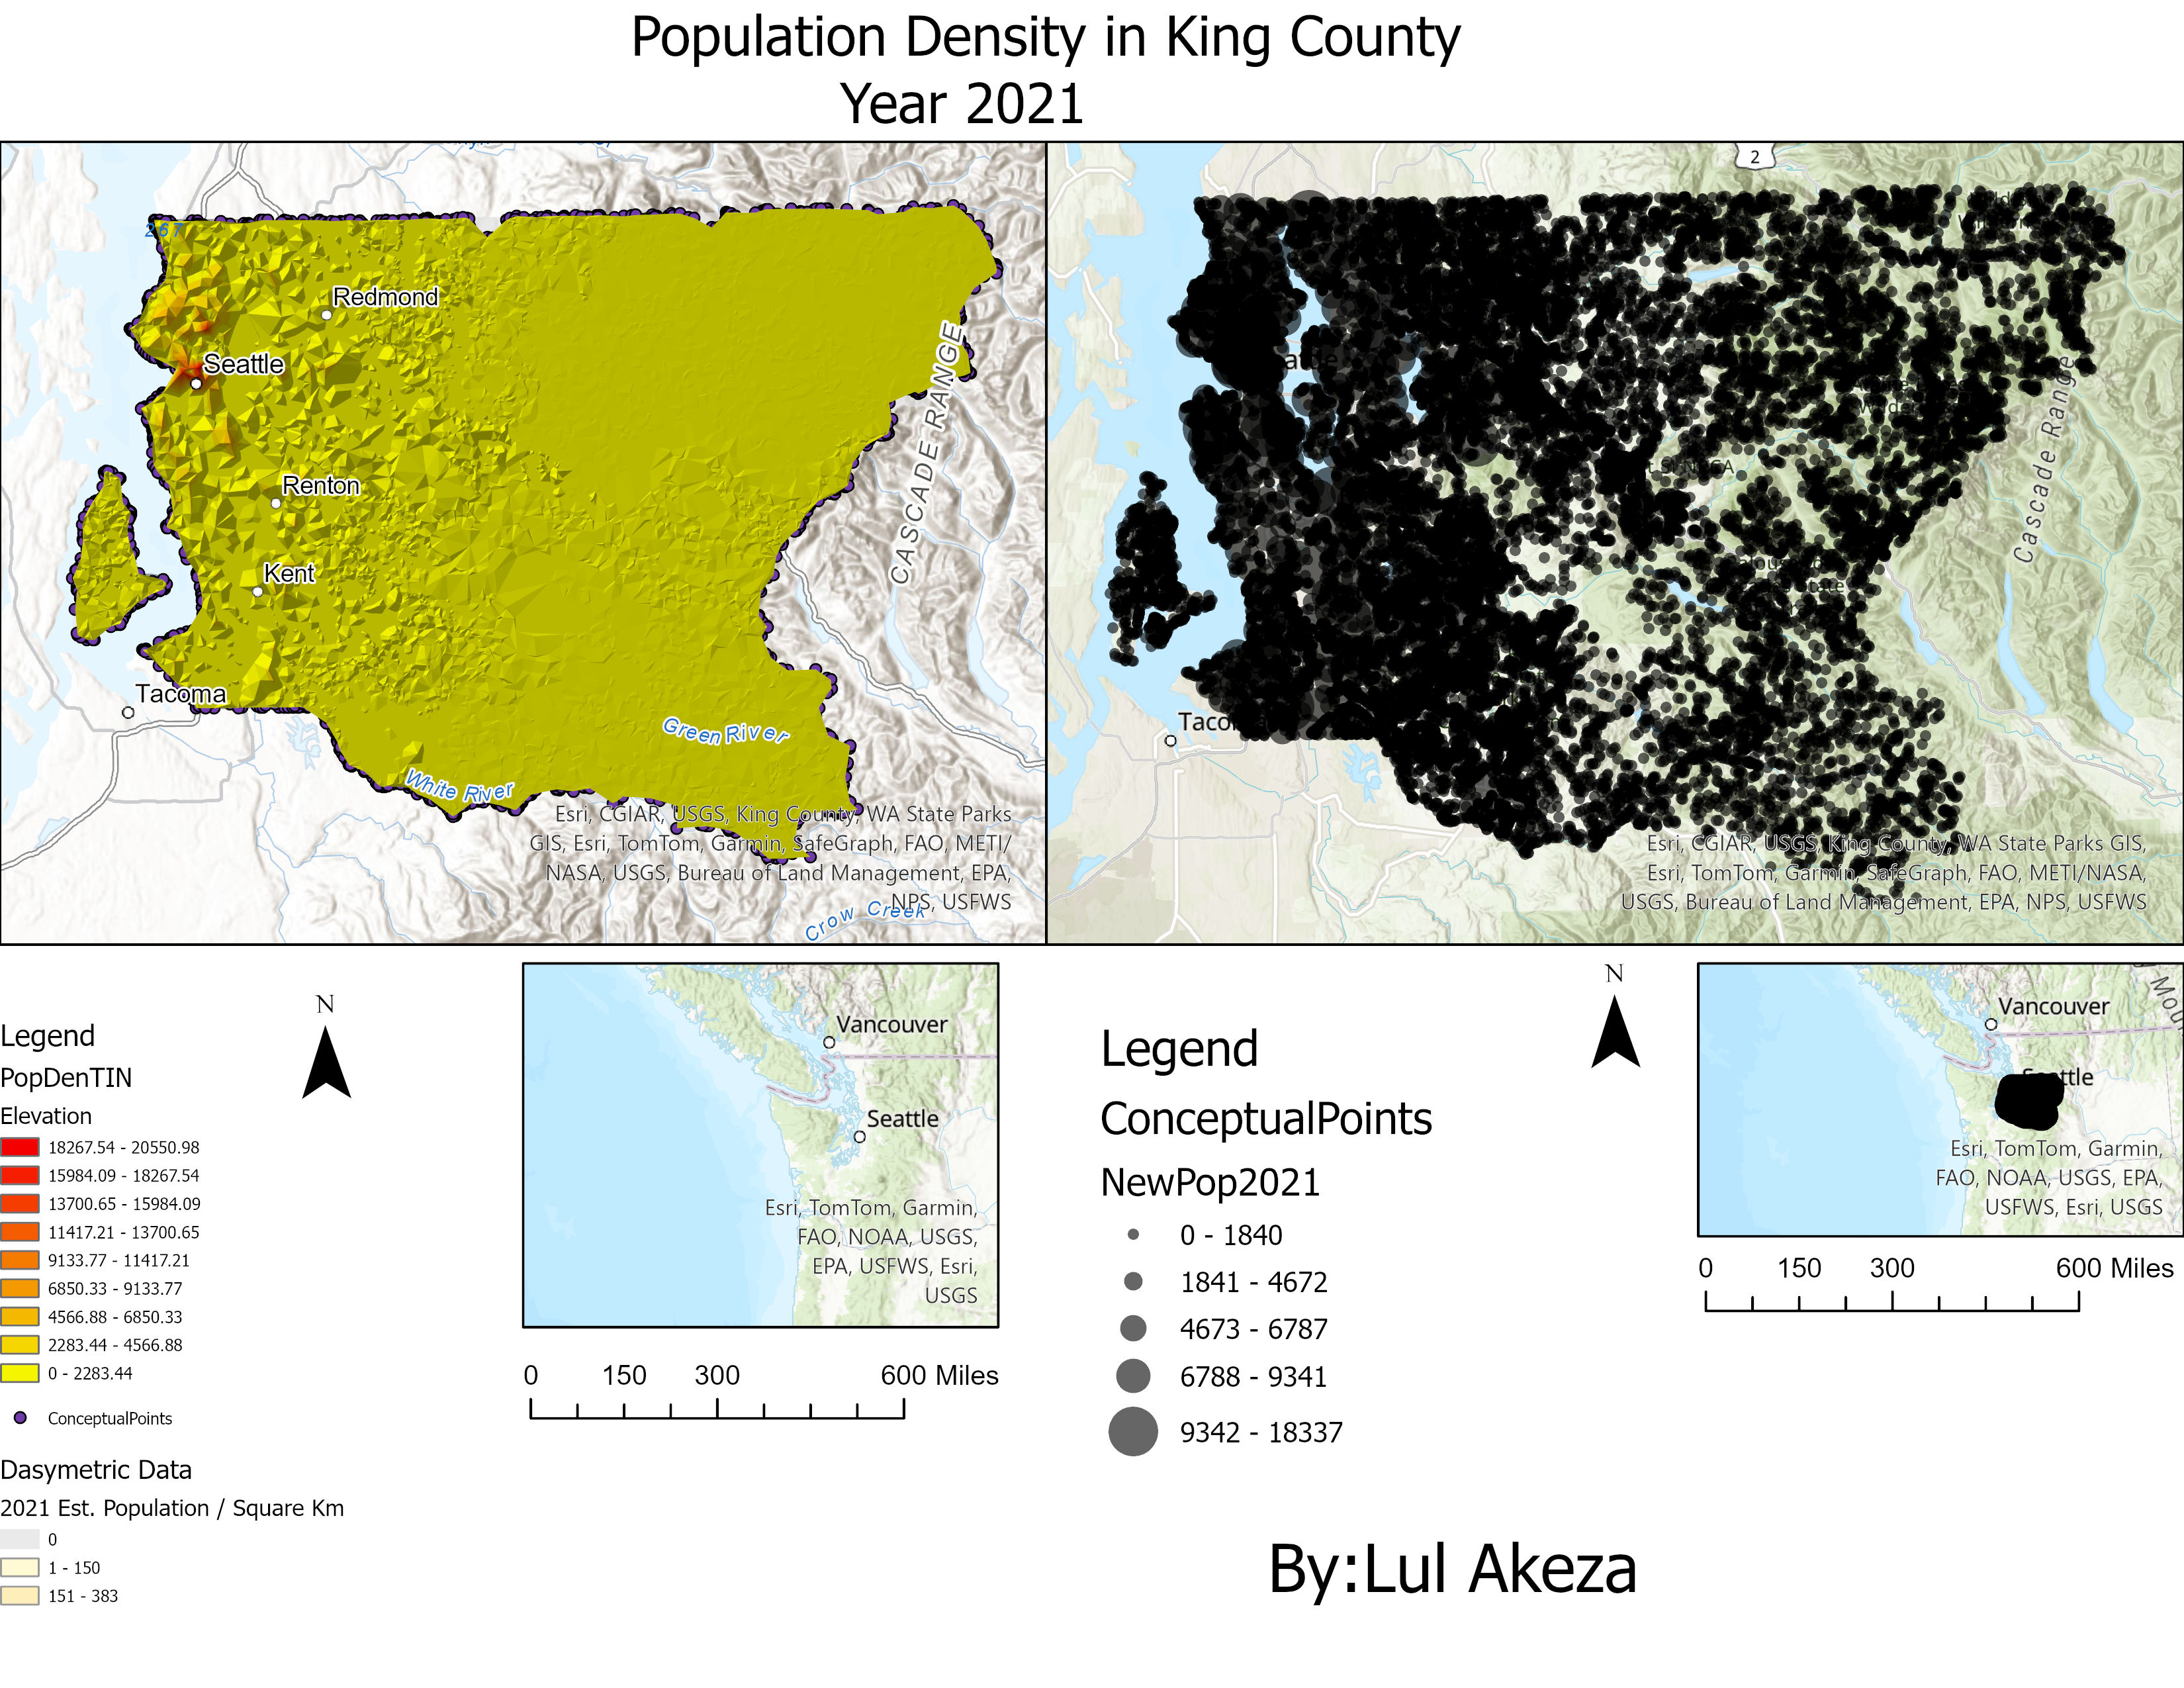 Population Density in King County
Year 2021
267
Redmond
Seattle
Renton
Kent
Tacoma
CASCADE RANGE
Green River
White River
Crow Creek
Esri, CGIAR, USGS, King County, WA State Parks
GIS, Esri, TomTom, Garmin, SafeGraph, FAO, METI/
NASA, USGS, Bureau of Land Management, EPA,
NPS, USFWS
2
Cascade Range
Esri, CGIAR, USGS, King County, WA State Parks GIS,
Esri, TomTom, Garmin, SafeGraph, FAO, METI/NASA,
USGS, Bureau of Land Management, EPA, NPS, USFWS
Legend
PopDenTIN
Elevation
18267.54 - 20550.98
15984.09 - 18267.54
13700.65 - 15984.09
11417.21 - 13700.65
9133.77 - 11417.21
6850.33 - 9133.77
4566.88 - 6850.33
2283.44 - 4566.88
0 - 2283.44
ConceptualPoints
Dasymetric Data
2021 Est. Population / Square Km
0
1 - 150
151 - 383
N
Vancouver
Seattle
Esri, TomTom, Garmin,
FAO, NOAA, USGS,
EPA, USFWS, Esri,
USGS
0 150 300 600 Miles
Legend
ConceptualPoints
NewPop2021
0 - 1840
1841 - 4672
4673 - 6787
6788 - 9341
9342 - 18337
N
Vancouver
Esri, TomTom, Garmin,
FAO, NOAA, USGS, EPA,
USFWS, Esri, USGS
0 150 300 600 Miles
By:Lul Akeza